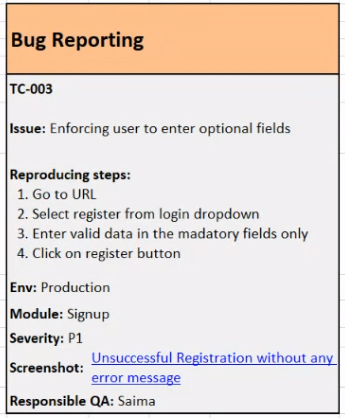 Bug Reporting
TC-003
Issue: Enforcing user to enter optional fields
Reproducing steps:
1. Go to URL
2. Select register from login dropdown
3. Enter valid data in the madatory fields only
4. Click on register button
Env: Production
Module: Signup
Severity: P1
Screenshot: Unsuccessful Registration without any
error message
Responsible QA: Saima